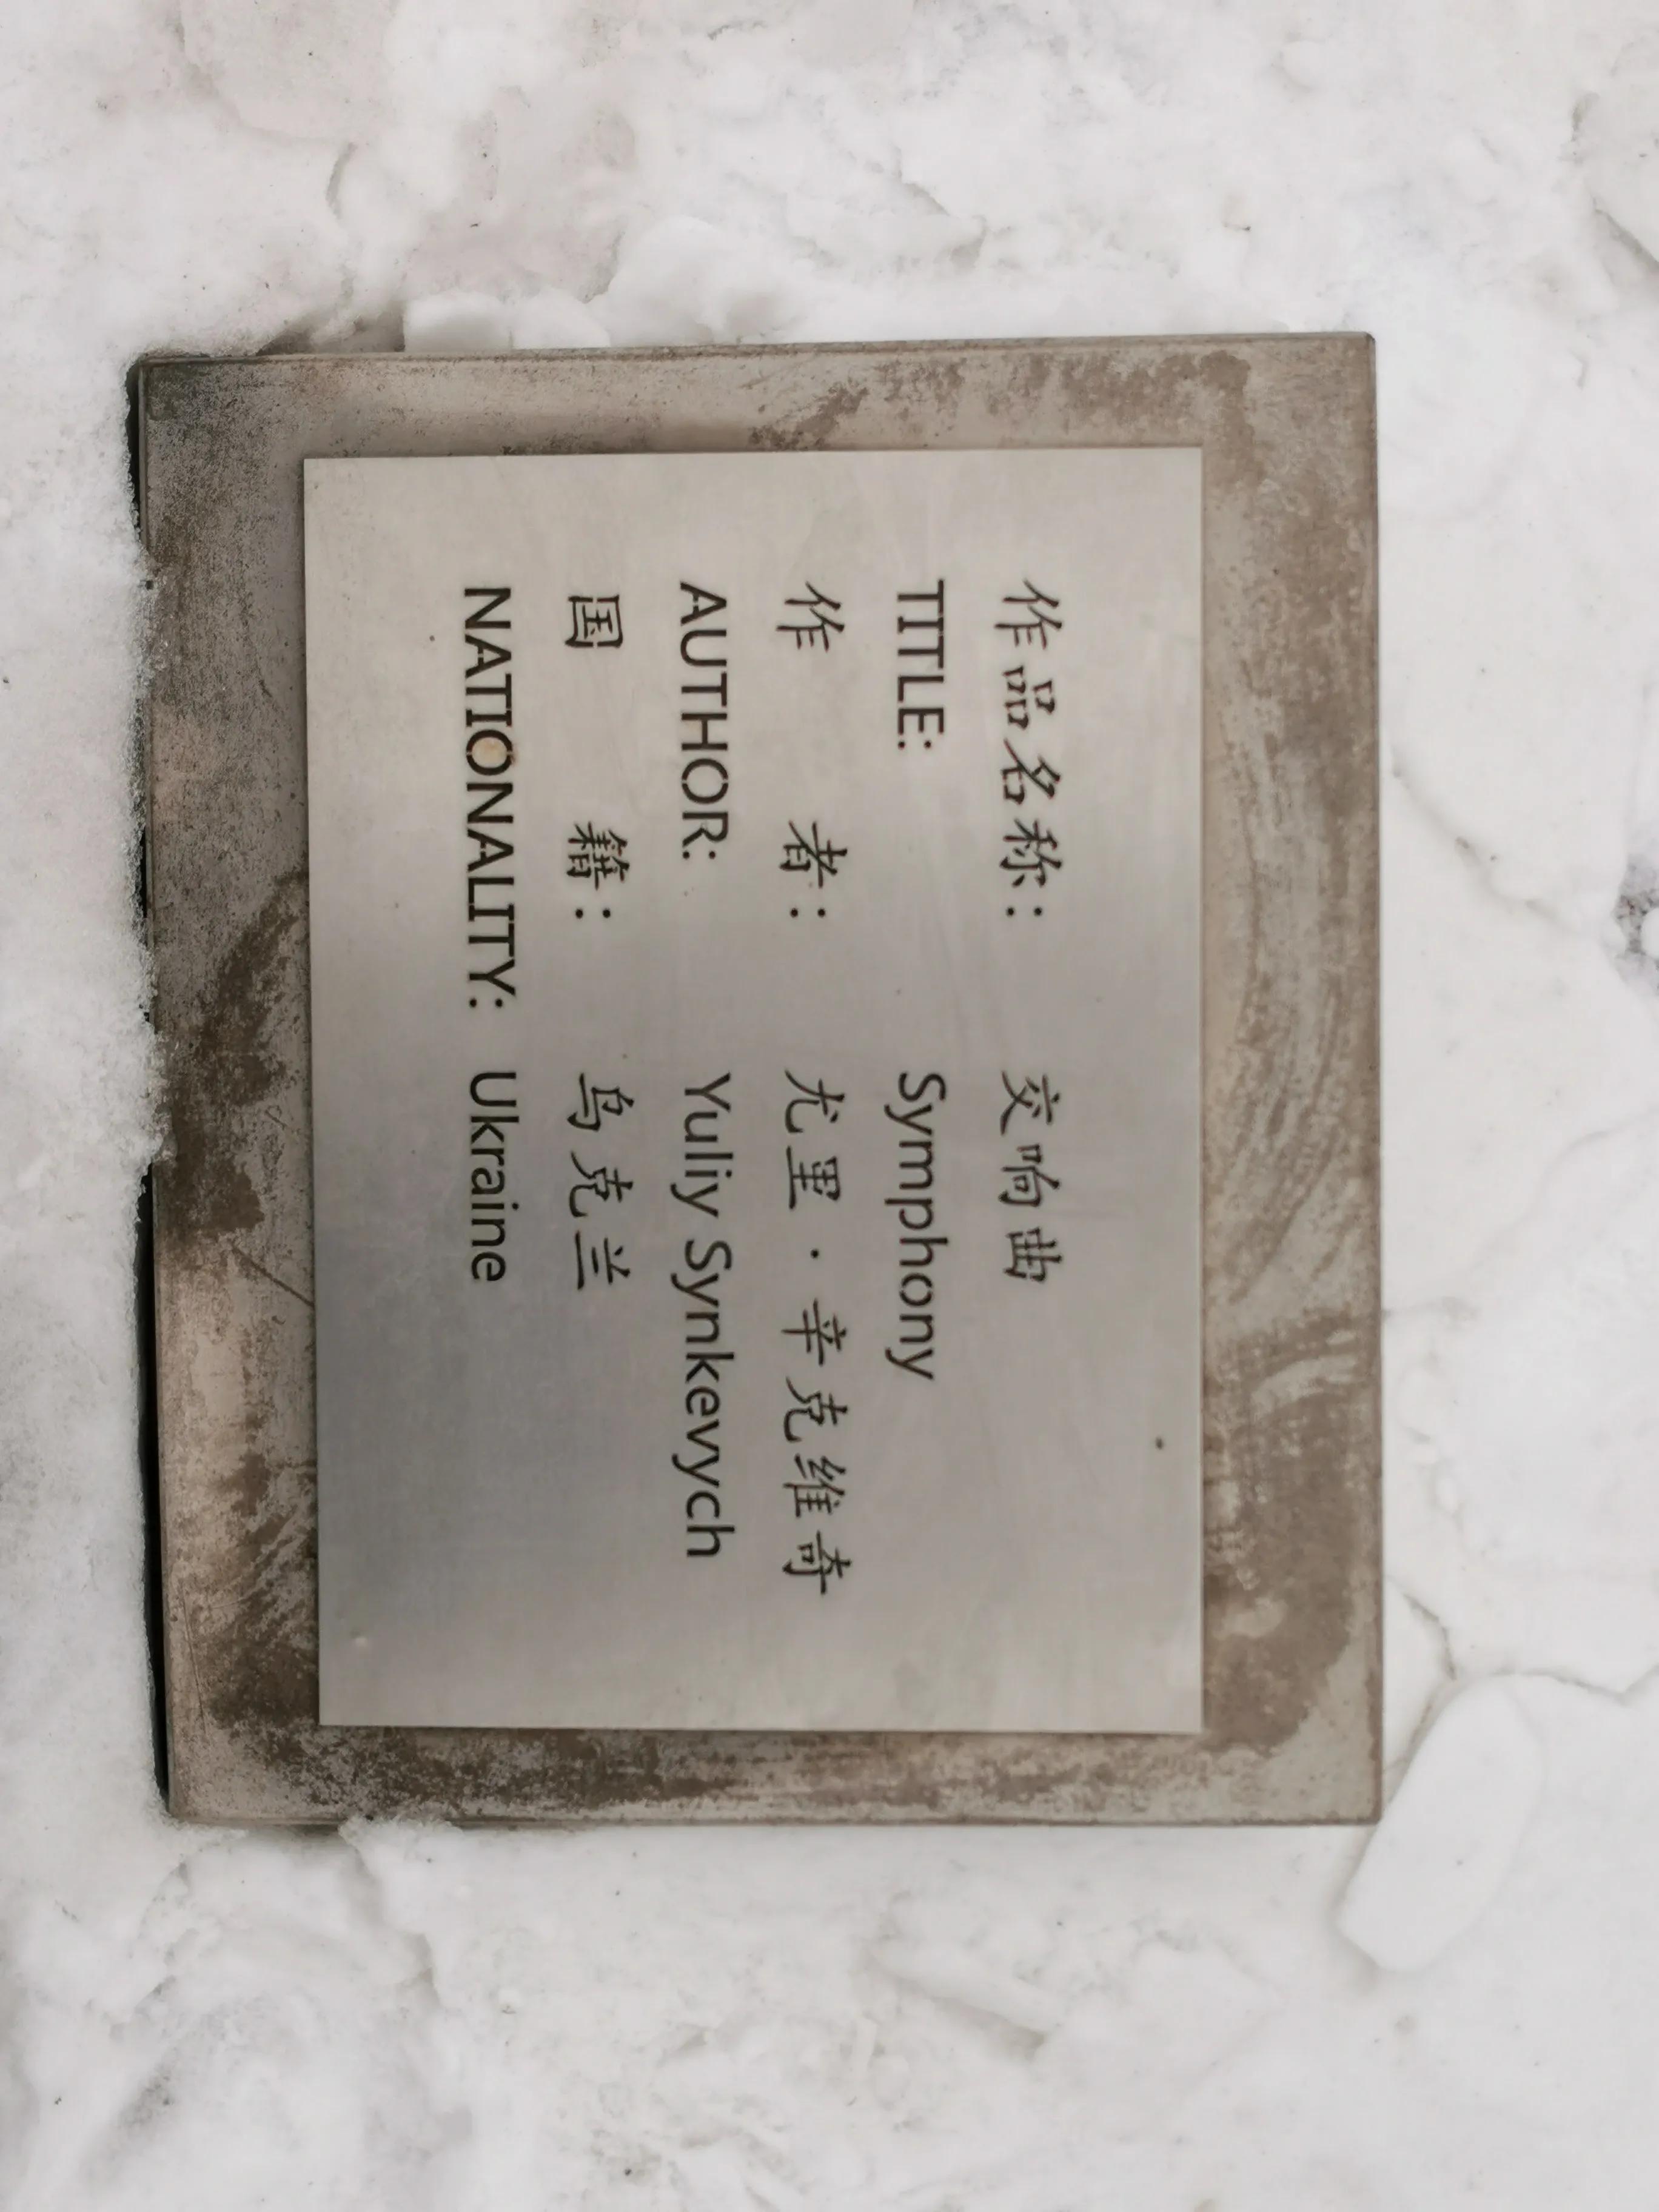 作品名称： 交响曲
TITLE: Symphony
作 者： 尤里·辛克维奇
AUTHOR: Yuliy Synkevych
国 籍： 乌克兰
NATIONALITY: Ukraine